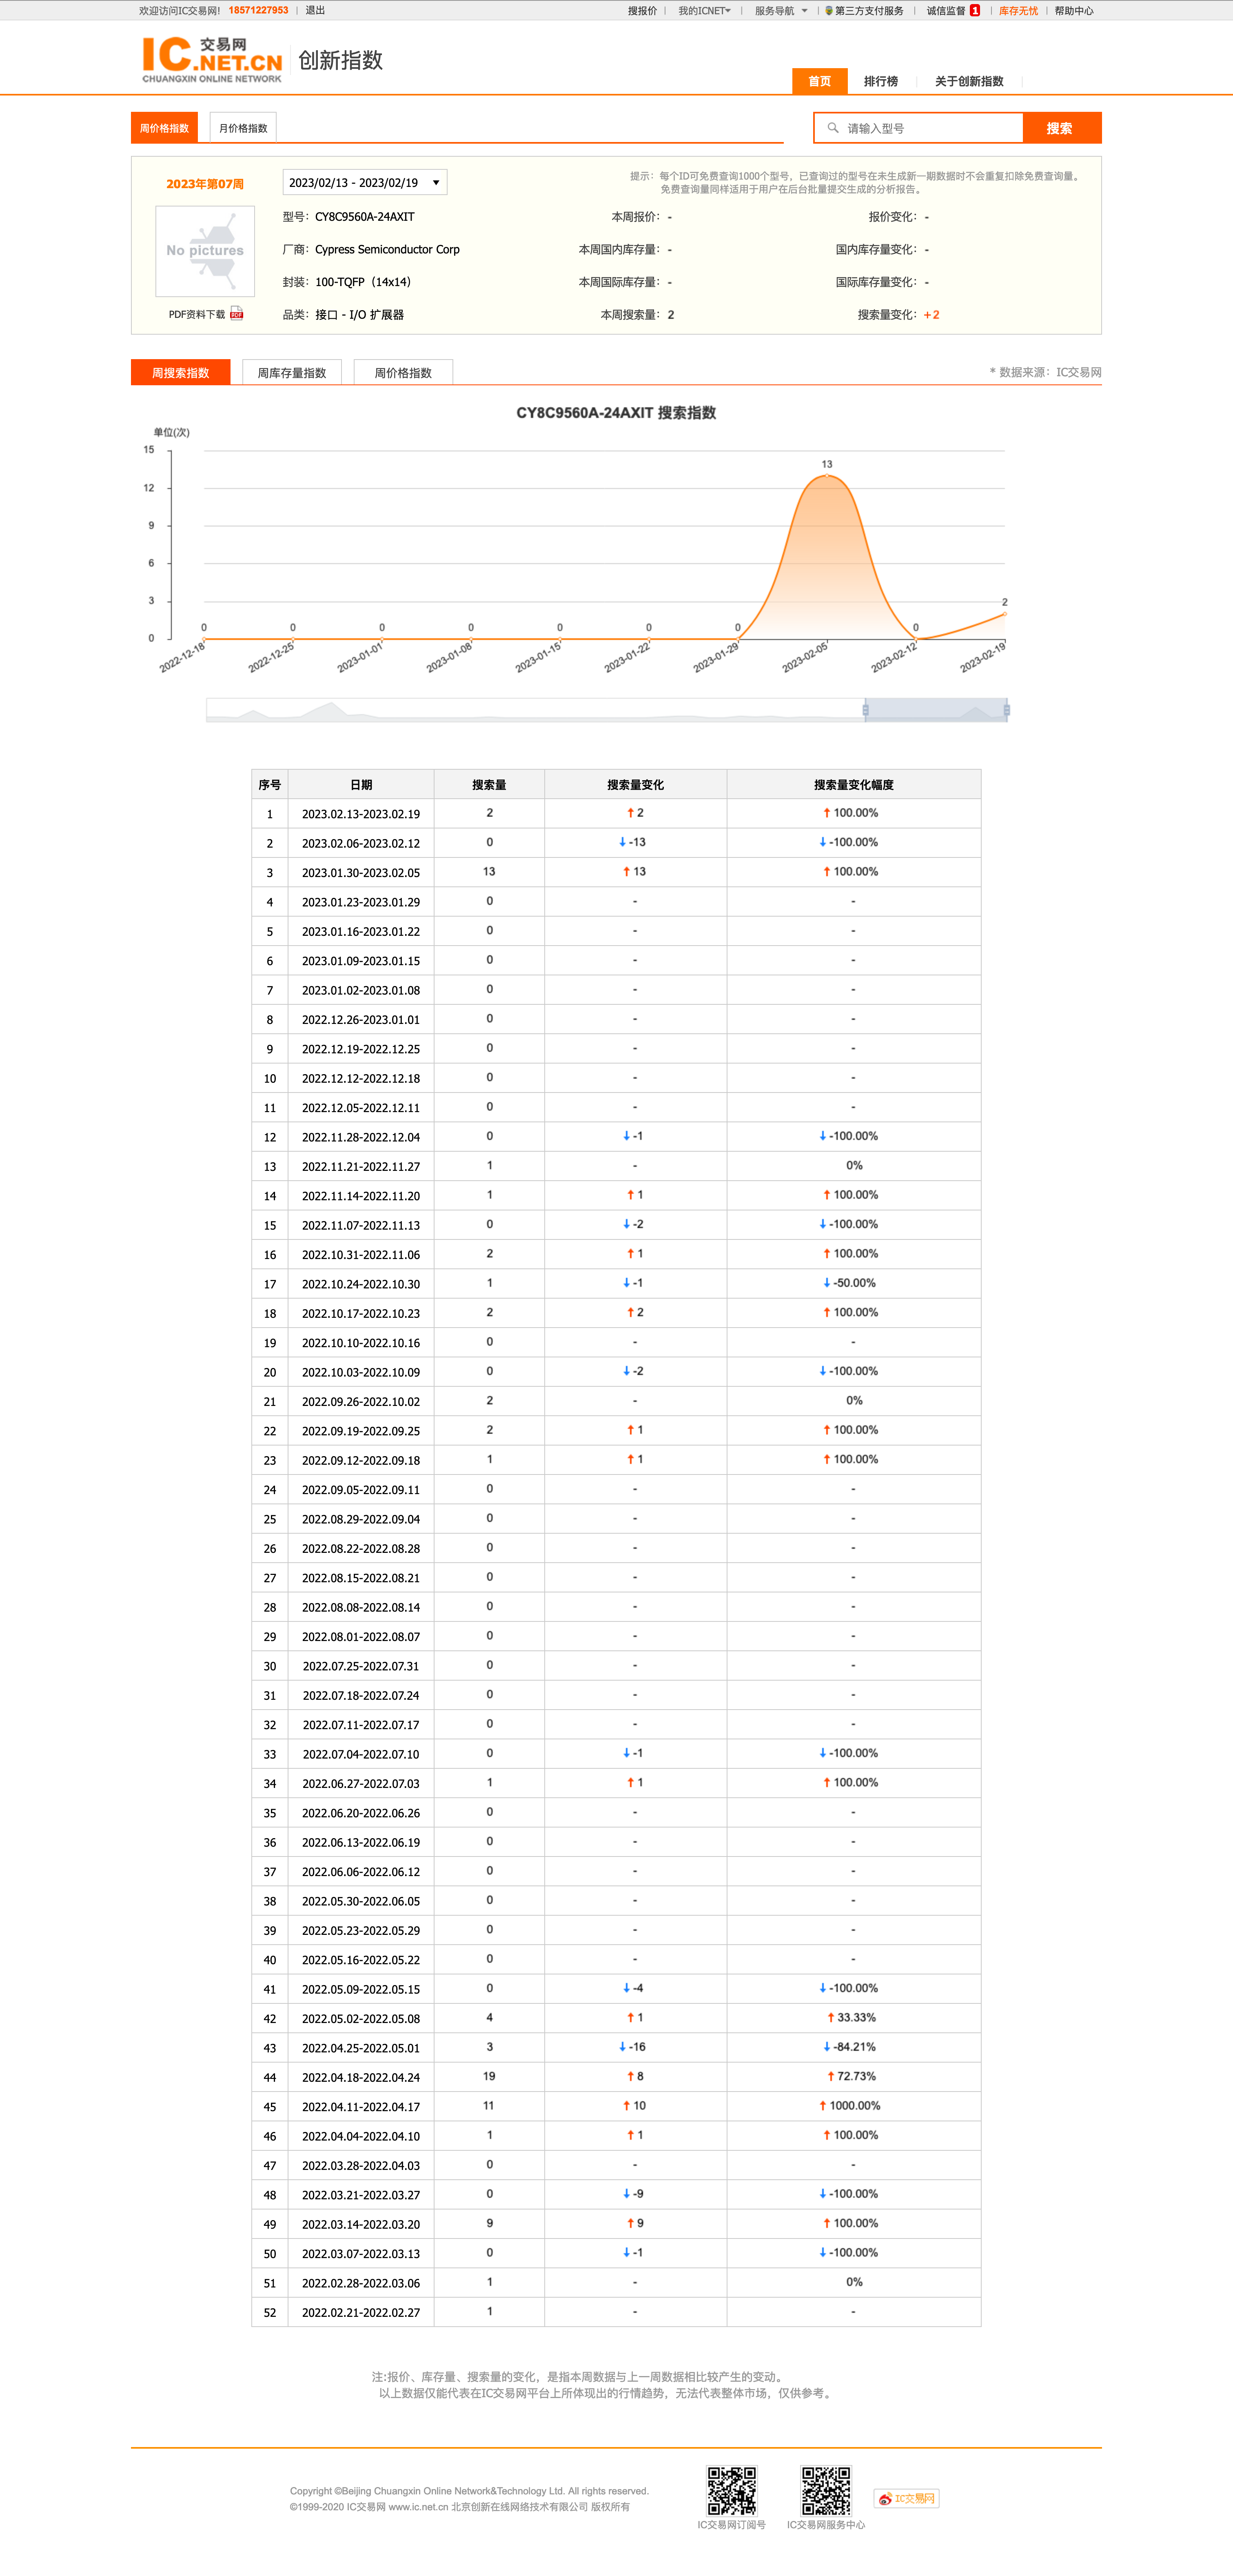 欢迎访问IC交易网! 18571227953 | 退出
搜报价 | 我的ICNET | 服务导航 | 第三方支付服务 | 诚信监督 1 | 库存无忧 | 帮助中心
IC 交易网
.NET.CN
CHUANGXIN ONLINE NETWORK
创新指数
首页 排行榜 关于创新指数
周价格指数 月价格指数
请输入型号 搜索
2023年第07周 2023/02/13 - 2023/02/19
提示：每个ID可免费查询1000个型号，已查询过的型号在未生成新一期数据时不会重复扣除免费查询量。
免费查询量同样适用于用户在后台批量提交生成的分析报告。
No pictures
PDF资料下载
型号：CY8C9560A-24AXIT 本周报价：- 报价变化：-
厂商：Cypress Semiconductor Corp 本周国内库存量：- 国内库存量变化：-
封装：100-TQFP（14x14） 本周国际库存量：- 国际库存量变化：-
品类：接口 - I/O 扩展器 本周搜索量：2 搜索量变化：+2
周搜索指数 周库存量指数 周价格指数
* 数据来源：IC交易网
CY8C9560A-24AXIT 搜索指数
单位(次)
15
12
9
6
3
0
0 0 0 0 0 0 0 13 0 2
2022-12-18 2022-12-25 2023-01-01 2023-01-08 2023-01-15 2023-01-22 2023-01-29 2023-02-05 2023-02-12 2023-02-19
序号 日期 搜索量 搜索量变化 搜索量变化幅度
1 2023.02.13-2023.02.19 2 ↑2 ↑100.00%
2 2023.02.06-2023.02.12 0 ↓-13 ↓-100.00%
3 2023.01.30-2023.02.05 13 ↑13 ↑100.00%
4 2023.01.23-2023.01.29 0 - -
5 2023.01.16-2023.01.22 0 - -
6 2023.01.09-2023.01.15 0 - -
7 2023.01.02-2023.01.08 0 - -
8 2022.12.26-2023.01.01 0 - -
9 2022.12.19-2022.12.25 0 - -
10 2022.12.12-2022.12.18 0 - -
11 2022.12.05-2022.12.11 0 - -
12 2022.11.28-2022.12.04 0 ↓-1 ↓-100.00%
13 2022.11.21-2022.11.27 1 - 0%
14 2022.11.14-2022.11.20 1 ↑1 ↑100.00%
15 2022.11.07-2022.11.13 0 ↓-2 ↓-100.00%
16 2022.10.31-2022.11.06 2 ↑1 ↑100.00%
17 2022.10.24-2022.10.30 1 ↓-1 ↓-50.00%
18 2022.10.17-2022.10.23 2 ↑2 ↑100.00%
19 2022.10.10-2022.10.16 0 - -
20 2022.10.03-2022.10.09 0 ↓-2 ↓-100.00%
21 2022.09.26-2022.10.02 2 - 0%
22 2022.09.19-2022.09.25 2 ↑1 ↑100.00%
23 2022.09.12-2022.09.18 1 ↑1 ↑100.00%
24 2022.09.05-2022.09.11 0 - -
25 2022.08.29-2022.09.04 0 - -
26 2022.08.22-2022.08.28 0 - -
27 2022.08.15-2022.08.21 0 - -
28 2022.08.08-2022.08.14 0 - -
29 2022.08.01-2022.08.07 0 - -
30 2022.07.25-2022.07.31 0 - -
31 2022.07.18-2022.07.24 0 - -
32 2022.07.11-2022.07.17 0 - -
33 2022.07.04-2022.07.10 0 ↓-1 ↓-100.00%
34 2022.06.27-2022.07.03 1 ↑1 ↑100.00%
35 2022.06.20-2022.06.26 0 - -
36 2022.06.13-2022.06.19 0 - -
37 2022.06.06-2022.06.12 0 - -
38 2022.05.30-2022.06.05 0 - -
39 2022.05.23-2022.05.29 0 - -
40 2022.05.16-2022.05.22 0 - -
41 2022.05.09-2022.05.15 0 ↓-4 ↓-100.00%
42 2022.05.02-2022.05.08 4 ↑1 ↑33.33%
43 2022.04.25-2022.05.01 3 ↓-16 ↓-84.21%
44 2022.04.18-2022.04.24 19 ↑8 ↑72.73%
45 2022.04.11-2022.04.17 11 ↑10 ↑1000.00%
46 2022.04.04-2022.04.10 1 ↑1 ↑100.00%
47 2022.03.28-2022.04.03 0 - -
48 2022.03.21-2022.03.27 0 ↓-9 ↓-100.00%
49 2022.03.14-2022.03.20 9 ↑9 ↑100.00%
50 2022.03.07-2022.03.13 0 ↓-1 ↓-100.00%
51 2022.02.28-2022.03.06 1 - 0%
52 2022.02.21-2022.02.27 1 - -
注:报价、库存量、搜索量的变化，是指本周数据与上一周数据相比较产生的变动。
以上数据仅能代表在IC交易网平台上所体现出的行情趋势，无法代表整体市场，仅供参考。
Copyright ©Beijing Chuangxin Online Network&Technology Ltd. All rights reserved.
©1999-2020 IC交易网 www.ic.net.cn 北京创新在线网络技术有限公司 版权所有
IC交易网订阅号 IC交易网服务中心
IC交易网